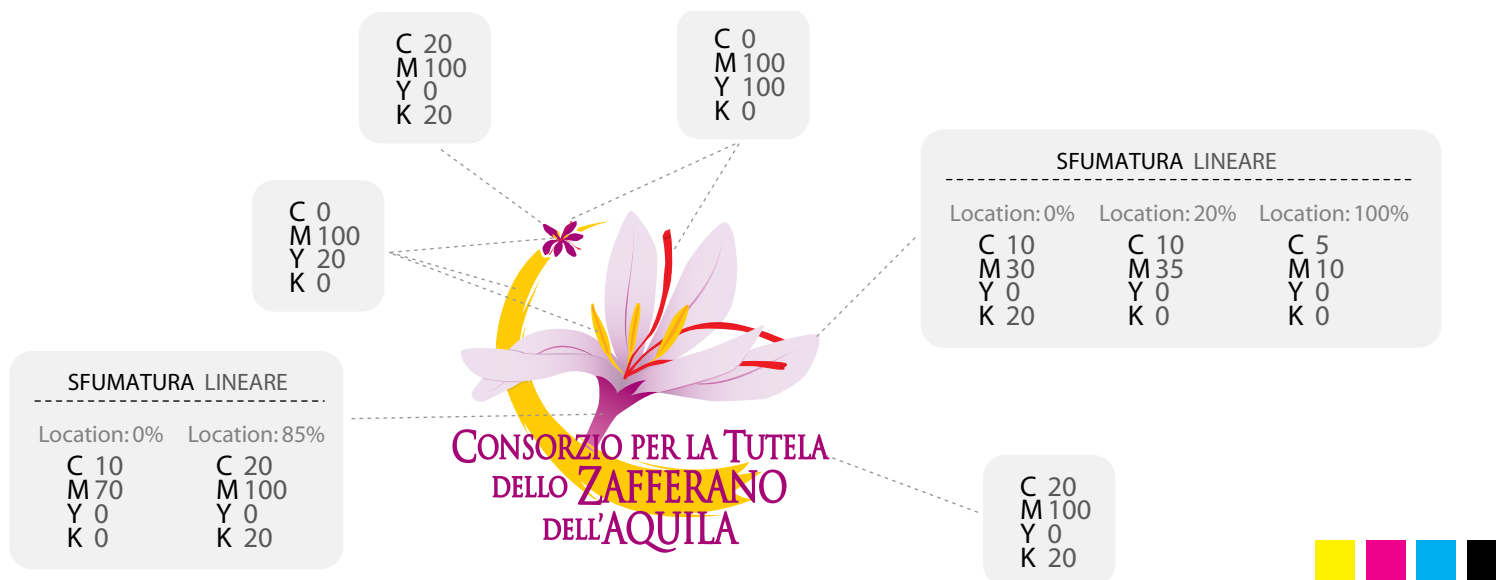 C 20
M 100
Y 0
K 20
C 0
M 100
Y 100
K 0
C 0
M 100
Y 20
K 0
SFUMATURA LINEARE
Location: 0% Location: 20% Location: 100%
C 10 C 10 C 5
M 30 M 35 M 10
Y 0 Y 0 Y 0
K 20 K 0 K 0
SFUMATURA LINEARE
Location: 0% Location: 85%
C 10 C 20
M 70 M 100
Y 0 Y 0
K 0 K 20
CONSORZIO PER LA TUTELA
DELLO ZAFFERANO
DELL'AQUILA
C 20
M 100
Y 0
K 20